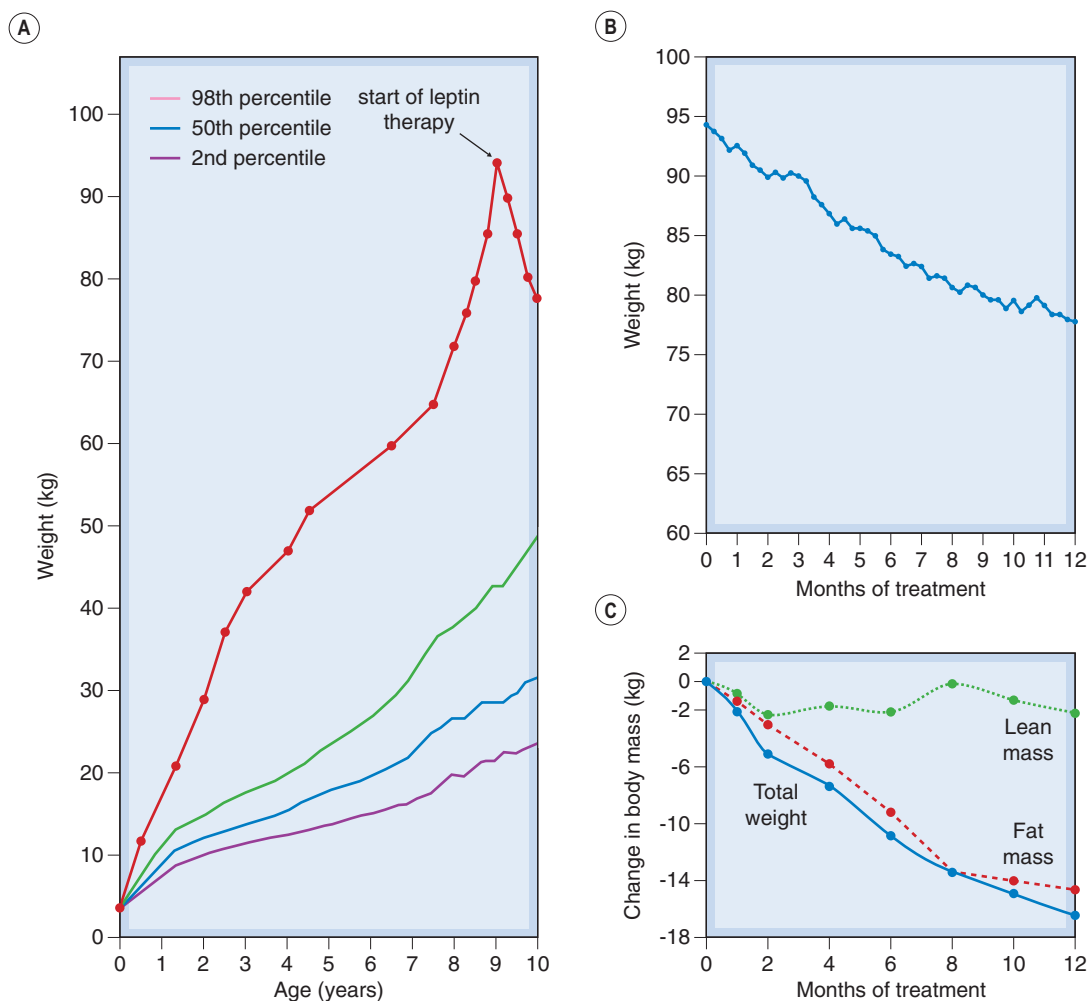 A
98th percentile
50th percentile
2nd percentile
start of leptin
therapy
100
90
80
70
60
50
40
30
20
10
0
Weight (kg)
0 1 2 3 4 5 6 7 8 9 10
Age (years)
B
100
95
90
85
80
75
70
65
60
Weight (kg)
0 1 2 3 4 5 6 7 8 9 10 11 12
Months of treatment
C
2
0
-2
-6
-10
-14
-18
Change in body mass (kg)
Lean
mass
Total
weight
Fat
mass
0 2 4 6 8 10 12
Months of treatment